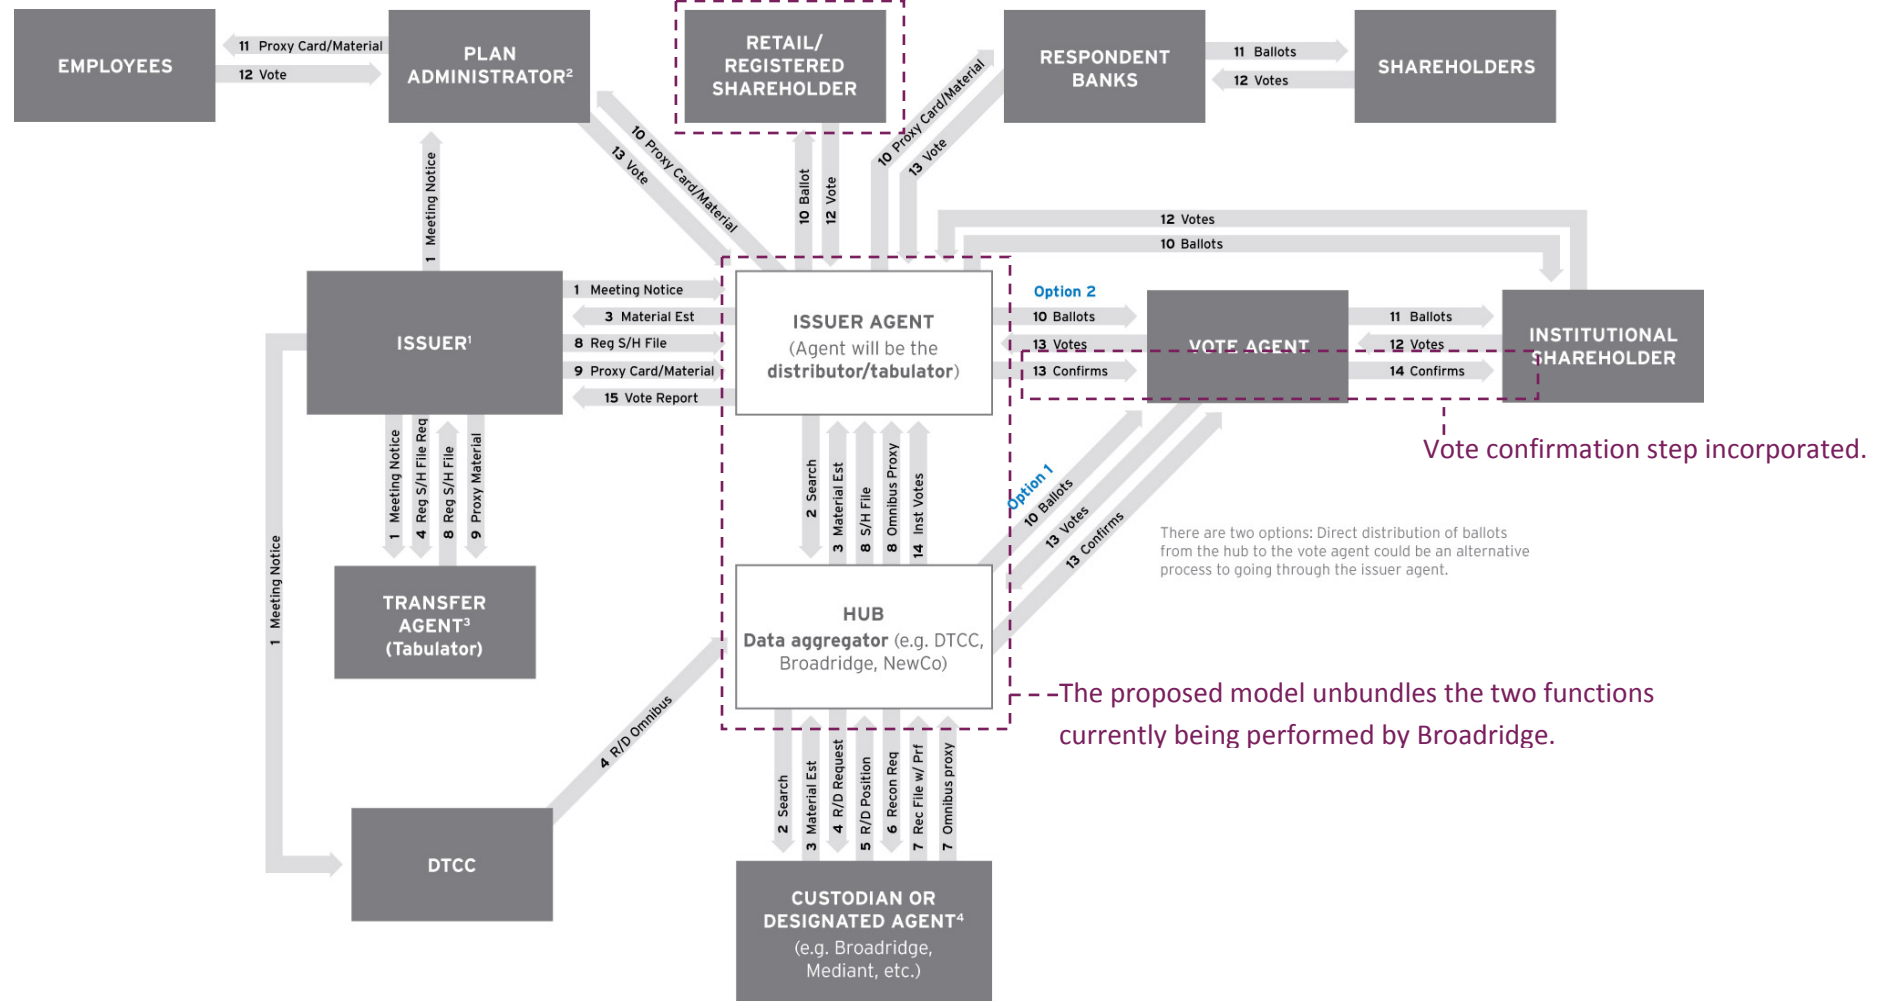 EMPLOYEES
11 Proxy Card/Material
12 Vote
PLAN
ADMINISTRATOR²
RETAIL/
REGISTERED
SHAREHOLDER
RESPONDENT
BANKS
11 Ballots
12 Votes
SHAREHOLDERS
1 Meeting Notice
10 Proxy Card/Material
13 Vote
10 Ballot
12 Vote
10 Proxy Card/Material
13 Vote
12 Votes
10 Ballots
ISSUER¹
1 Meeting Notice
3 Material Est
8 Reg S/H File
9 Proxy Card/Material
15 Vote Report
ISSUER AGENT
(Agent will be the
distributor/tabulator)
Option 2
10 Ballots
13 Votes
13 Confirms
VOTE AGENT
11 Ballots
12 Votes
14 Confirms
INSTITUTIONAL
SHAREHOLDER
Vote confirmation step incorporated.
1 Meeting Notice
4 Reg S/H File Req
8 Reg S/H File
9 Proxy Material
2 Search
3 Material Est
8 S/H File
8 Omnibus Proxy
14 Inst Votes
Option 1
10 Ballots
13 Votes
13 Confirms
There are two options: Direct distribution of ballots
from the hub to the vote agent could be an alternative
process to going through the issuer agent.
1 Meeting Notice
TRANSFER
AGENT³
(Tabulator)
HUB
Data aggregator (e.g. DTCC,
Broadridge, NewCo)
The proposed model unbundles the two functions
currently being performed by Broadridge.
4 R/D Omnibus
2 Search
3 Material Est
4 R/D Request
5 R/D Position
6 Recon Req
7 Rec File w/ Prf
7 Omnibus proxy
DTCC
CUSTODIAN OR
DESIGNATED AGENT⁴
(e.g. Broadridge,
Mediant, etc.)